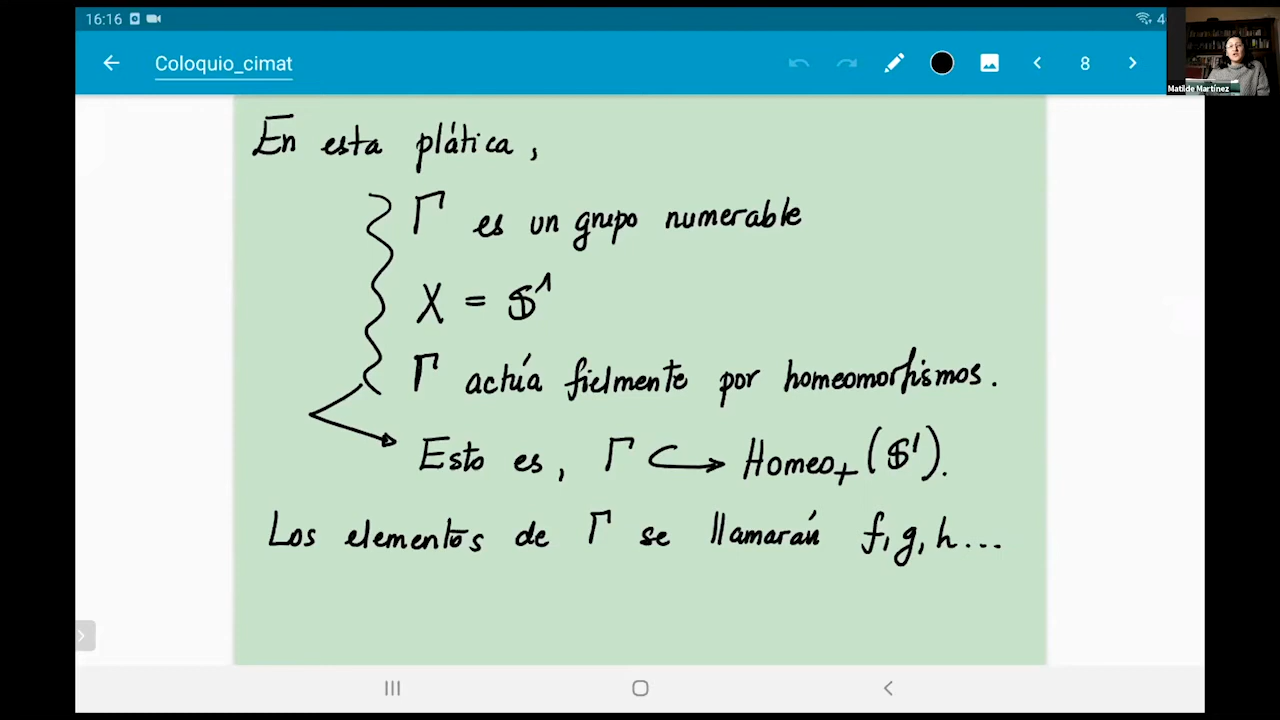 16:16
4
Coloquio_cimat
8
Matilde Martínez
En esta plática,
Γ es un grupo numerable
X = 𝕊¹
Γ actúa fielmente por homeomorfismos.
Esto es, Γ ↪ Homeo₊(𝕊¹).
Los elementos de Γ se llamarán f, g, h...